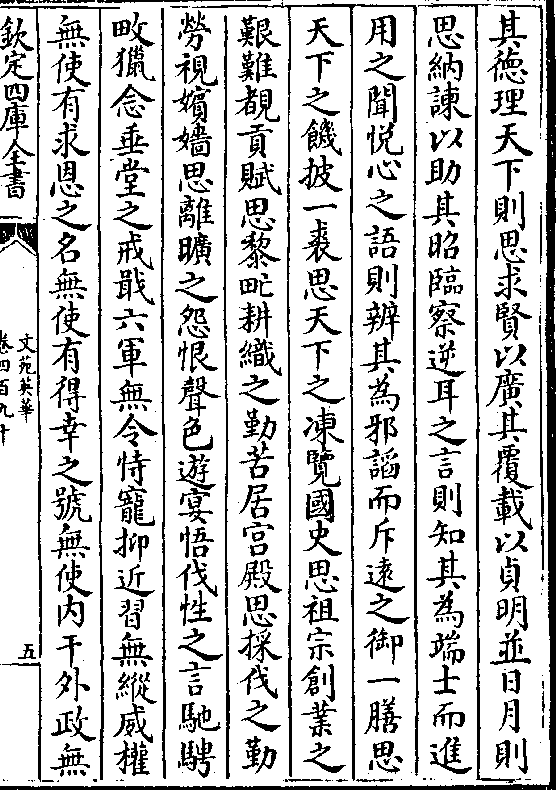 其徳理天下則思求賢以廣其覆載以貞明並日月則
思納諫以助其昭臨察逆耳之言則知其為端士而進
用之聞悦心之語則辨其為邪謟而斥逺之御一膳思
天下之饑披一裘思天下之凍覽國史思祖宗創業之
艱難覩貢賦思黎甿耕織之勤苦居宫殿思採伐之勤
勞視嬪嬙思離曠之怨恨聲色遊宴悟伐性之言馳騁
畋獵念垂堂之戒戢六軍無令恃寵抑近習無縱威權
無使有求恩之名無使有得幸之號無使内干外政無
欽定四庫全書
文苑英華
卷四百九十
五